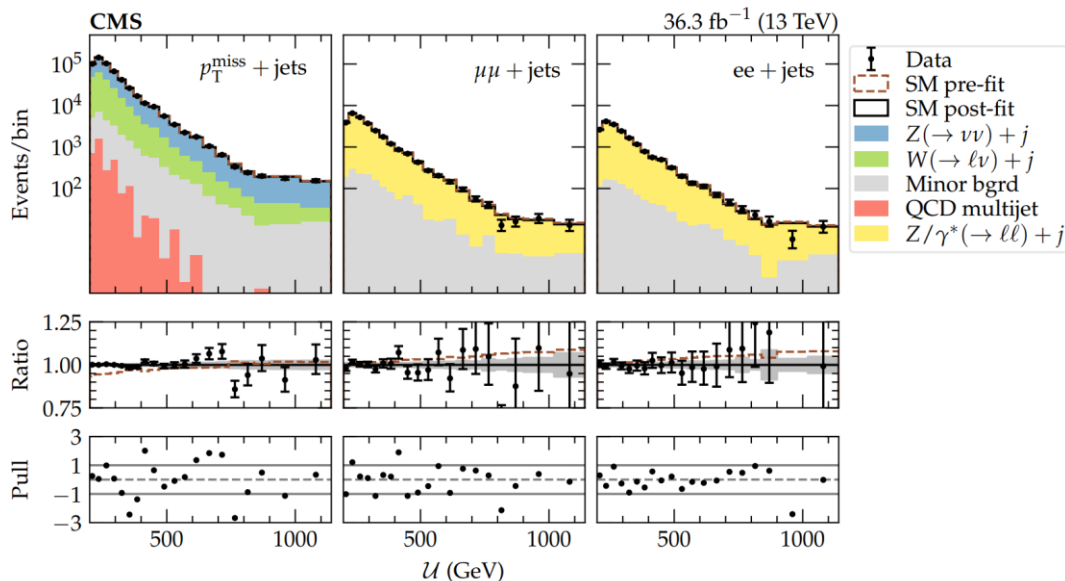 CMS
36.3 fb⁻¹ (13 TeV)
Events/bin
10⁵
10⁴
10³
10²
p_T^miss + jets
μμ + jets
ee + jets
Data
SM pre-fit
SM post-fit
Z(→ νν) + j
W(→ ℓν) + j
Minor bgrd
QCD multijet
Z/γ*(→ ℓℓ) + j
Ratio
1.25
1.00
0.75
Pull
3
1
−1
−3
500 1000 500 1000 500 1000
𝒰 (GeV)